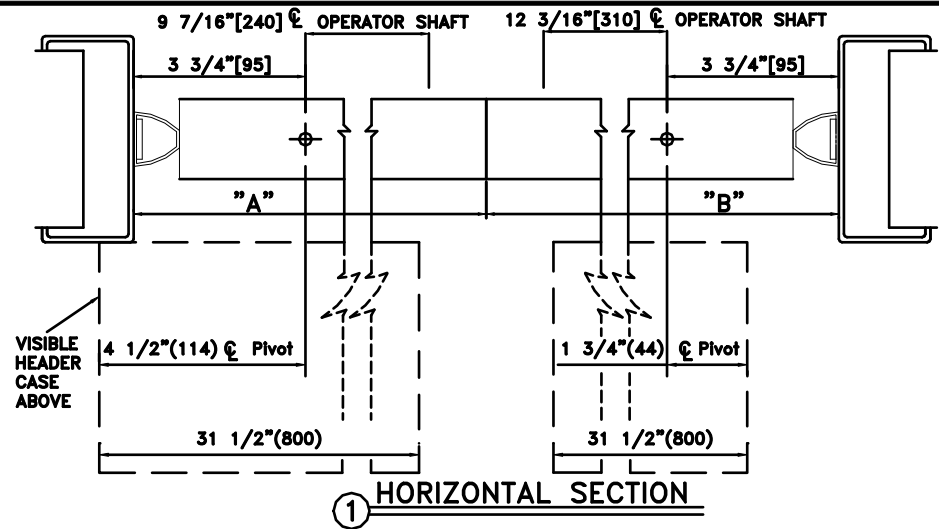 9 7/16"[240] ℄ OPERATOR SHAFT
12 3/16"[310] ℄ OPERATOR SHAFT
3 3/4"[95]
3 3/4"[95]
"A"
"B"
VISIBLE
HEADER
CASE
ABOVE
4 1/2"(114) ℄ Pivot
1 3/4"(44) ℄ Pivot
31 1/2"(800)
31 1/2"(800)
1 HORIZONTAL SECTION